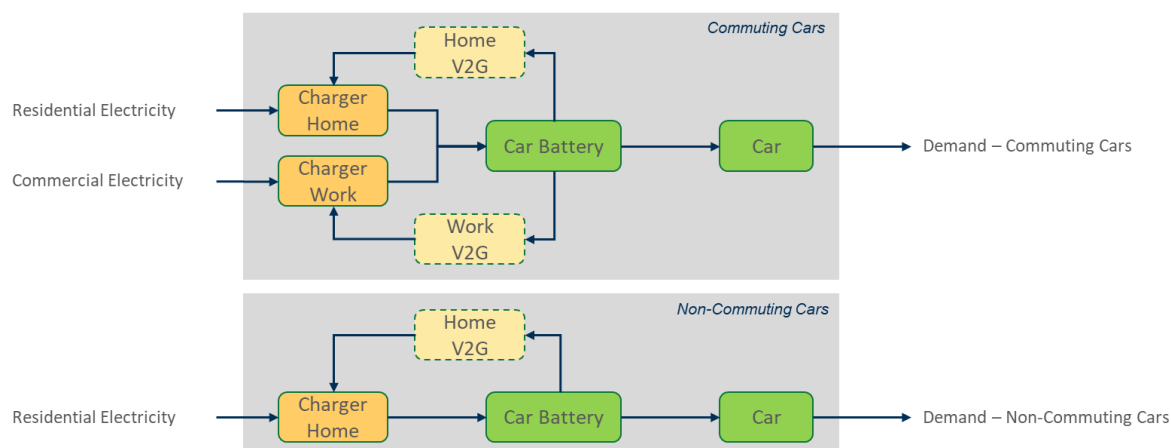 Commuting Cars
Home
V2G
Residential Electricity
Charger
Home
Car Battery
Car
Demand – Commuting Cars
Commercial Electricity
Charger
Work
Work
V2G
Non-Commuting Cars
Home
V2G
Residential Electricity
Charger
Home
Car Battery
Car
Demand – Non-Commuting Cars